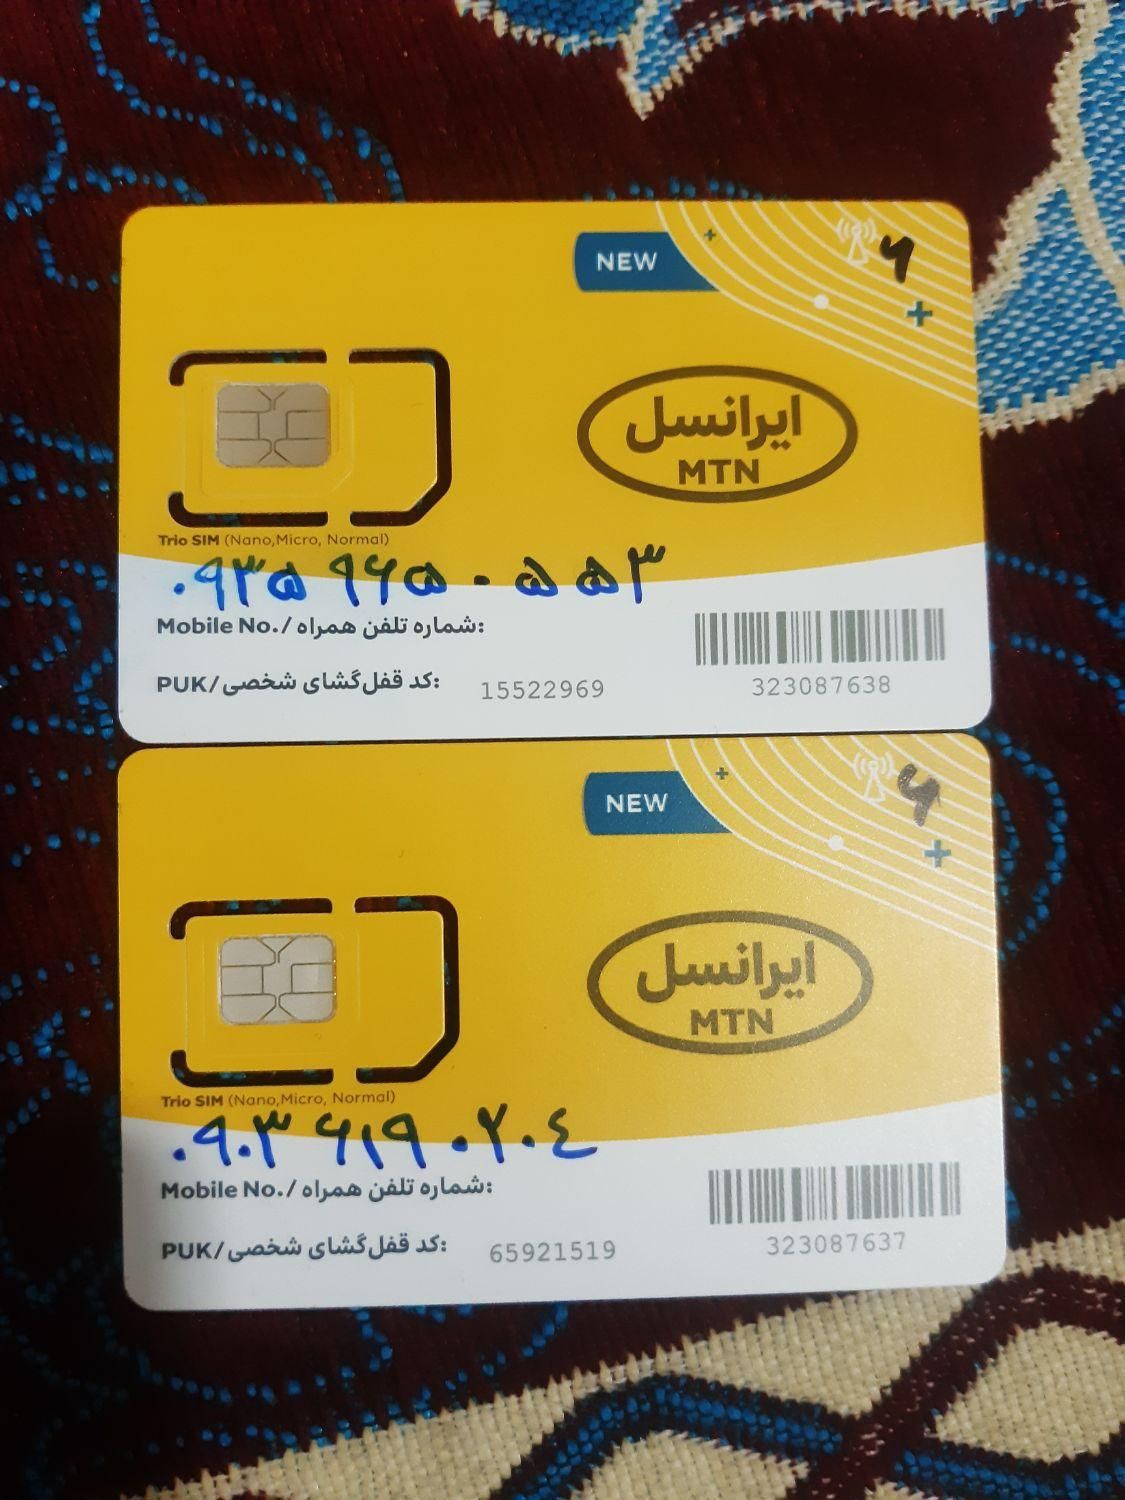 NEW
۶
ایرانسل
MTN
Trio SIM (Nano,Micro, Normal)
۰۹۳۵ ۹۶۵۰۵۵۳
Mobile No./ شماره تلفن همراه:
PUK/کد قفل‌گشای شخصی: 15522969
323087638
NEW
۶
ایرانسل
MTN
Trio SIM (Nano,Micro, Normal)
۰۹۰۳ ۶۱۹۰۲۰٤
Mobile No./ شماره تلفن همراه:
PUK/کد قفل‌گشای شخصی: 65921519
323087637